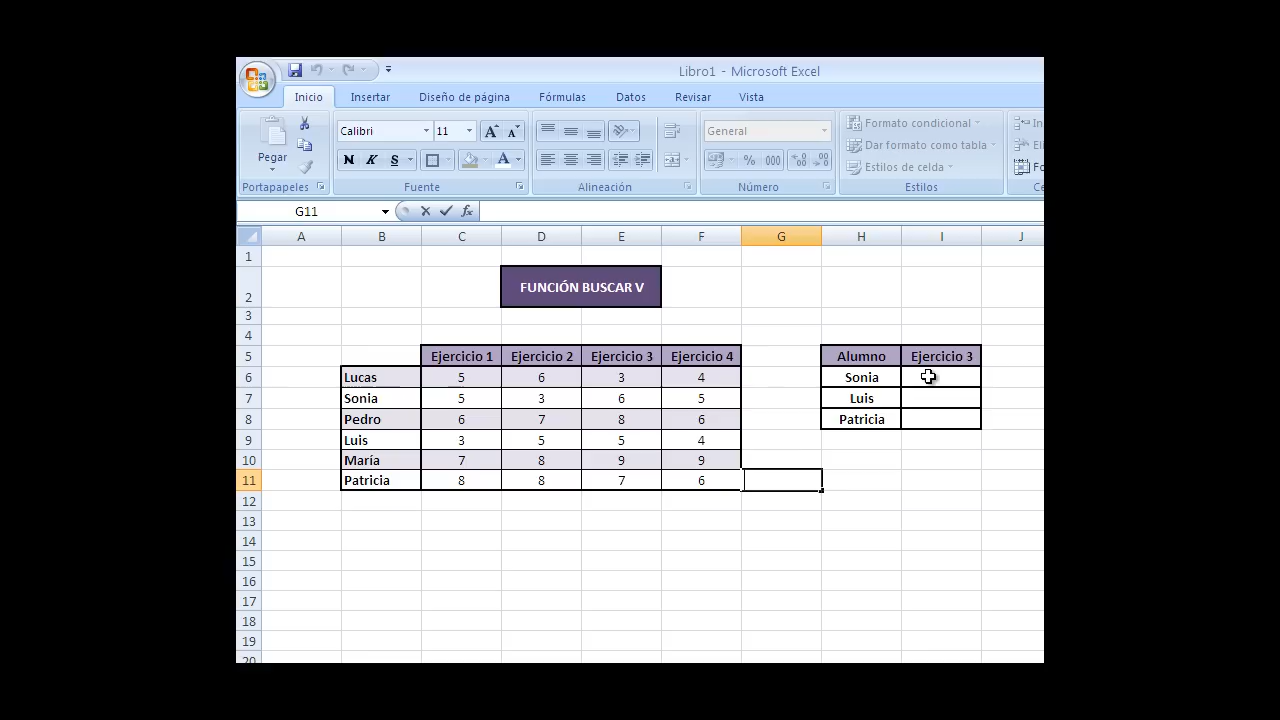 Libro1 - Microsoft Excel
Inicio Insertar Diseño de página Fórmulas Datos Revisar Vista
Calibri 11 A A General Formato condicional
Pegar Dar formato como tabla
N K S A % 000 Estilos de celda
Portapapeles Fuente Alineación Número Estilos
G11 fx
A B C D E F G H I J
1
2 FUNCIÓN BUSCAR V
3
4
5 Ejercicio 1 Ejercicio 2 Ejercicio 3 Ejercicio 4 Alumno Ejercicio 3
6 Lucas 5 6 3 4 Sonia
7 Sonia 5 3 6 5 Luis
8 Pedro 6 7 8 6 Patricia
9 Luis 3 5 5 4
10 María 7 8 9 9
11 Patricia 8 8 7 6
12
13
14
15
16
17
18
19
20